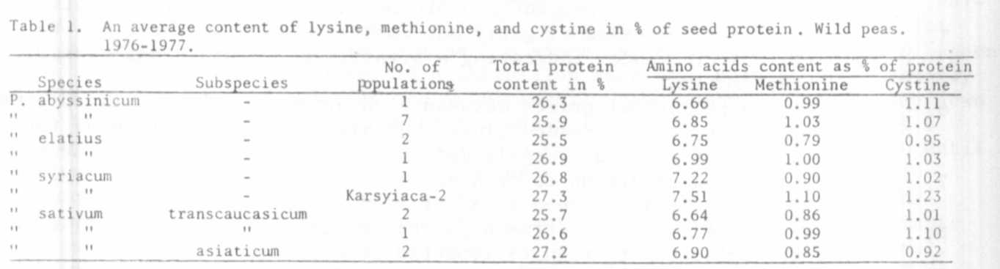 Table 1. An average content of lysine, methionine, and cystine in % of seed protein. Wild peas.
1976-1977.
No. of Total protein Amino acids content as % of protein
Species Subspecies populations content in % Lysine Methionine Cystine
P. abyssinicum - 1 26.3 6.66 0.99 1.11
" " - 7 25.9 6.85 1.03 1.07
" elatius - 2 25.5 6.75 0.79 0.95
" " - 1 26.9 6.99 1.00 1.03
" syriacum - 1 26.8 7.22 0.90 1.02
" " - Karsyiaca-2 27.3 7.51 1.10 1.23
" sativum transcaucasicum 2 25.7 6.64 0.86 1.01
" " " 1 26.6 6.77 0.99 1.10
" " asiaticum 2 27.2 6.90 0.85 0.92